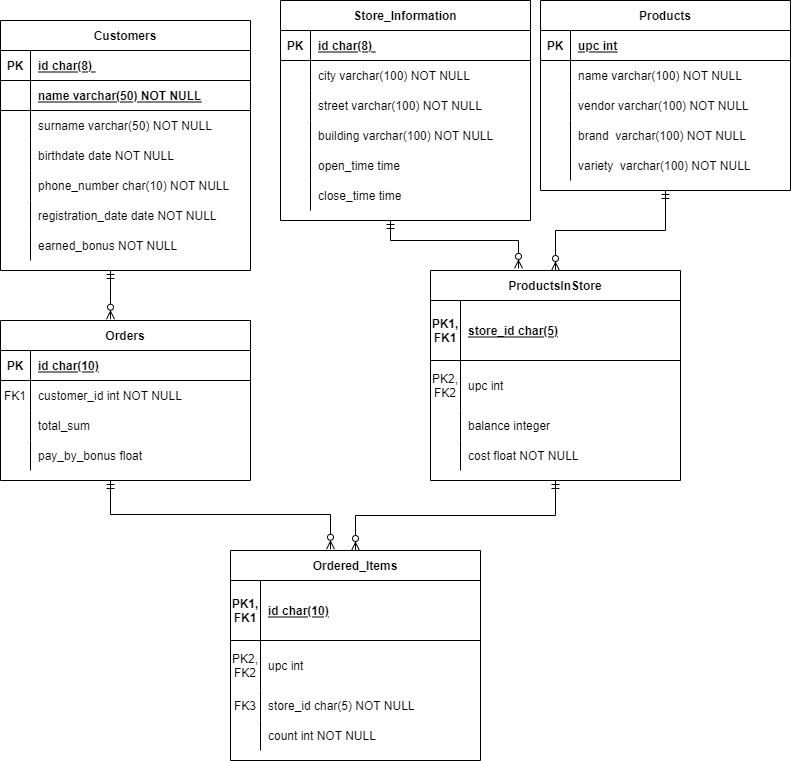 Customers
PK id char(8)
name varchar(50) NOT NULL
surname varchar(50) NOT NULL
birthdate date NOT NULL
phone_number char(10) NOT NULL
registration_date date NOT NULL
earned_bonus NOT NULL
Store_Information
PK id char(8)
city varchar(100) NOT NULL
street varchar(100) NOT NULL
building varchar(100) NOT NULL
open_time time
close_time time
Products
PK upc int
name varchar(100) NOT NULL
vendor varchar(100) NOT NULL
brand varchar(100) NOT NULL
variety varchar(100) NOT NULL
Orders
PK id char(10)
FK1 customer_id int NOT NULL
total_sum
pay_by_bonus float
ProductsInStore
PK1,
FK1 store_id char(5)
PK2,
FK2 upc int
balance integer
cost float NOT NULL
Ordered_Items
PK1,
FK1 id char(10)
PK2,
FK2 upc int
FK3 store_id char(5) NOT NULL
count int NOT NULL